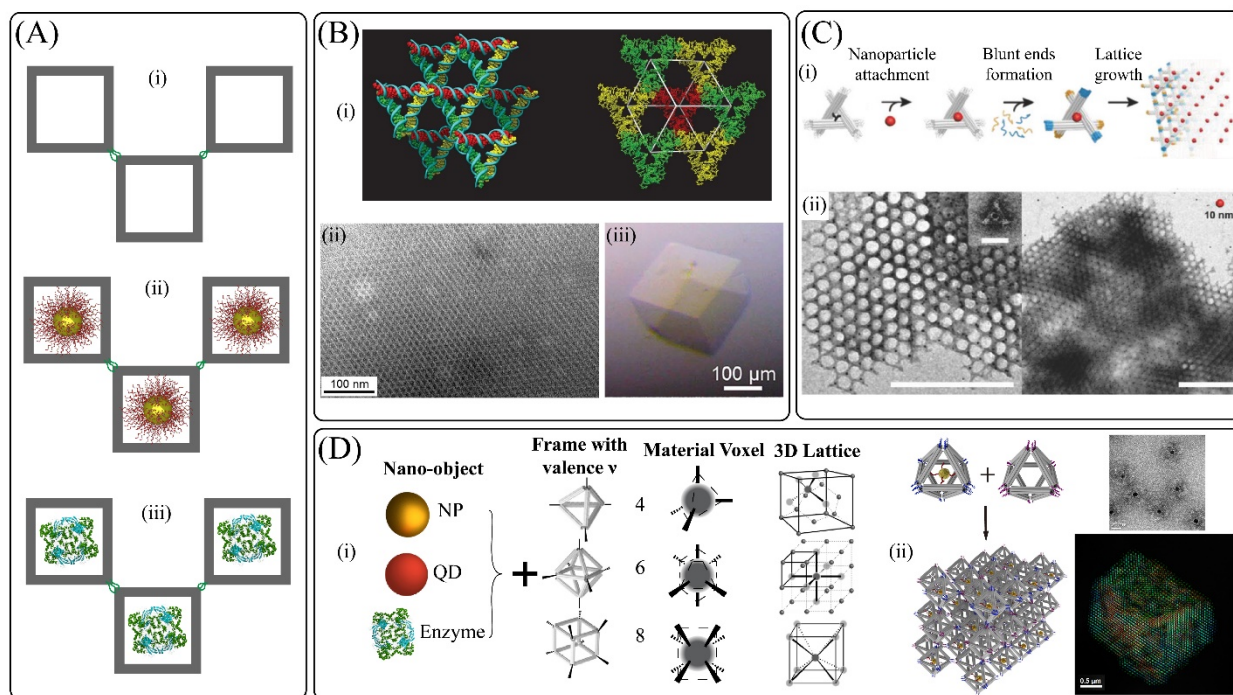 (A)
(i)
(ii)
(iii)
(B)
(i)
(ii)
100 nm
(iii)
100 µm
(C)
(i)
Nanoparticle attachment
Blunt ends formation
Lattice growth
(ii)
10 nm
(D)
(i)
Nano-object
NP
QD
Enzyme
Frame with valence ν
4
6
8
Material Voxel
3D Lattice
(ii)
0.5 µm